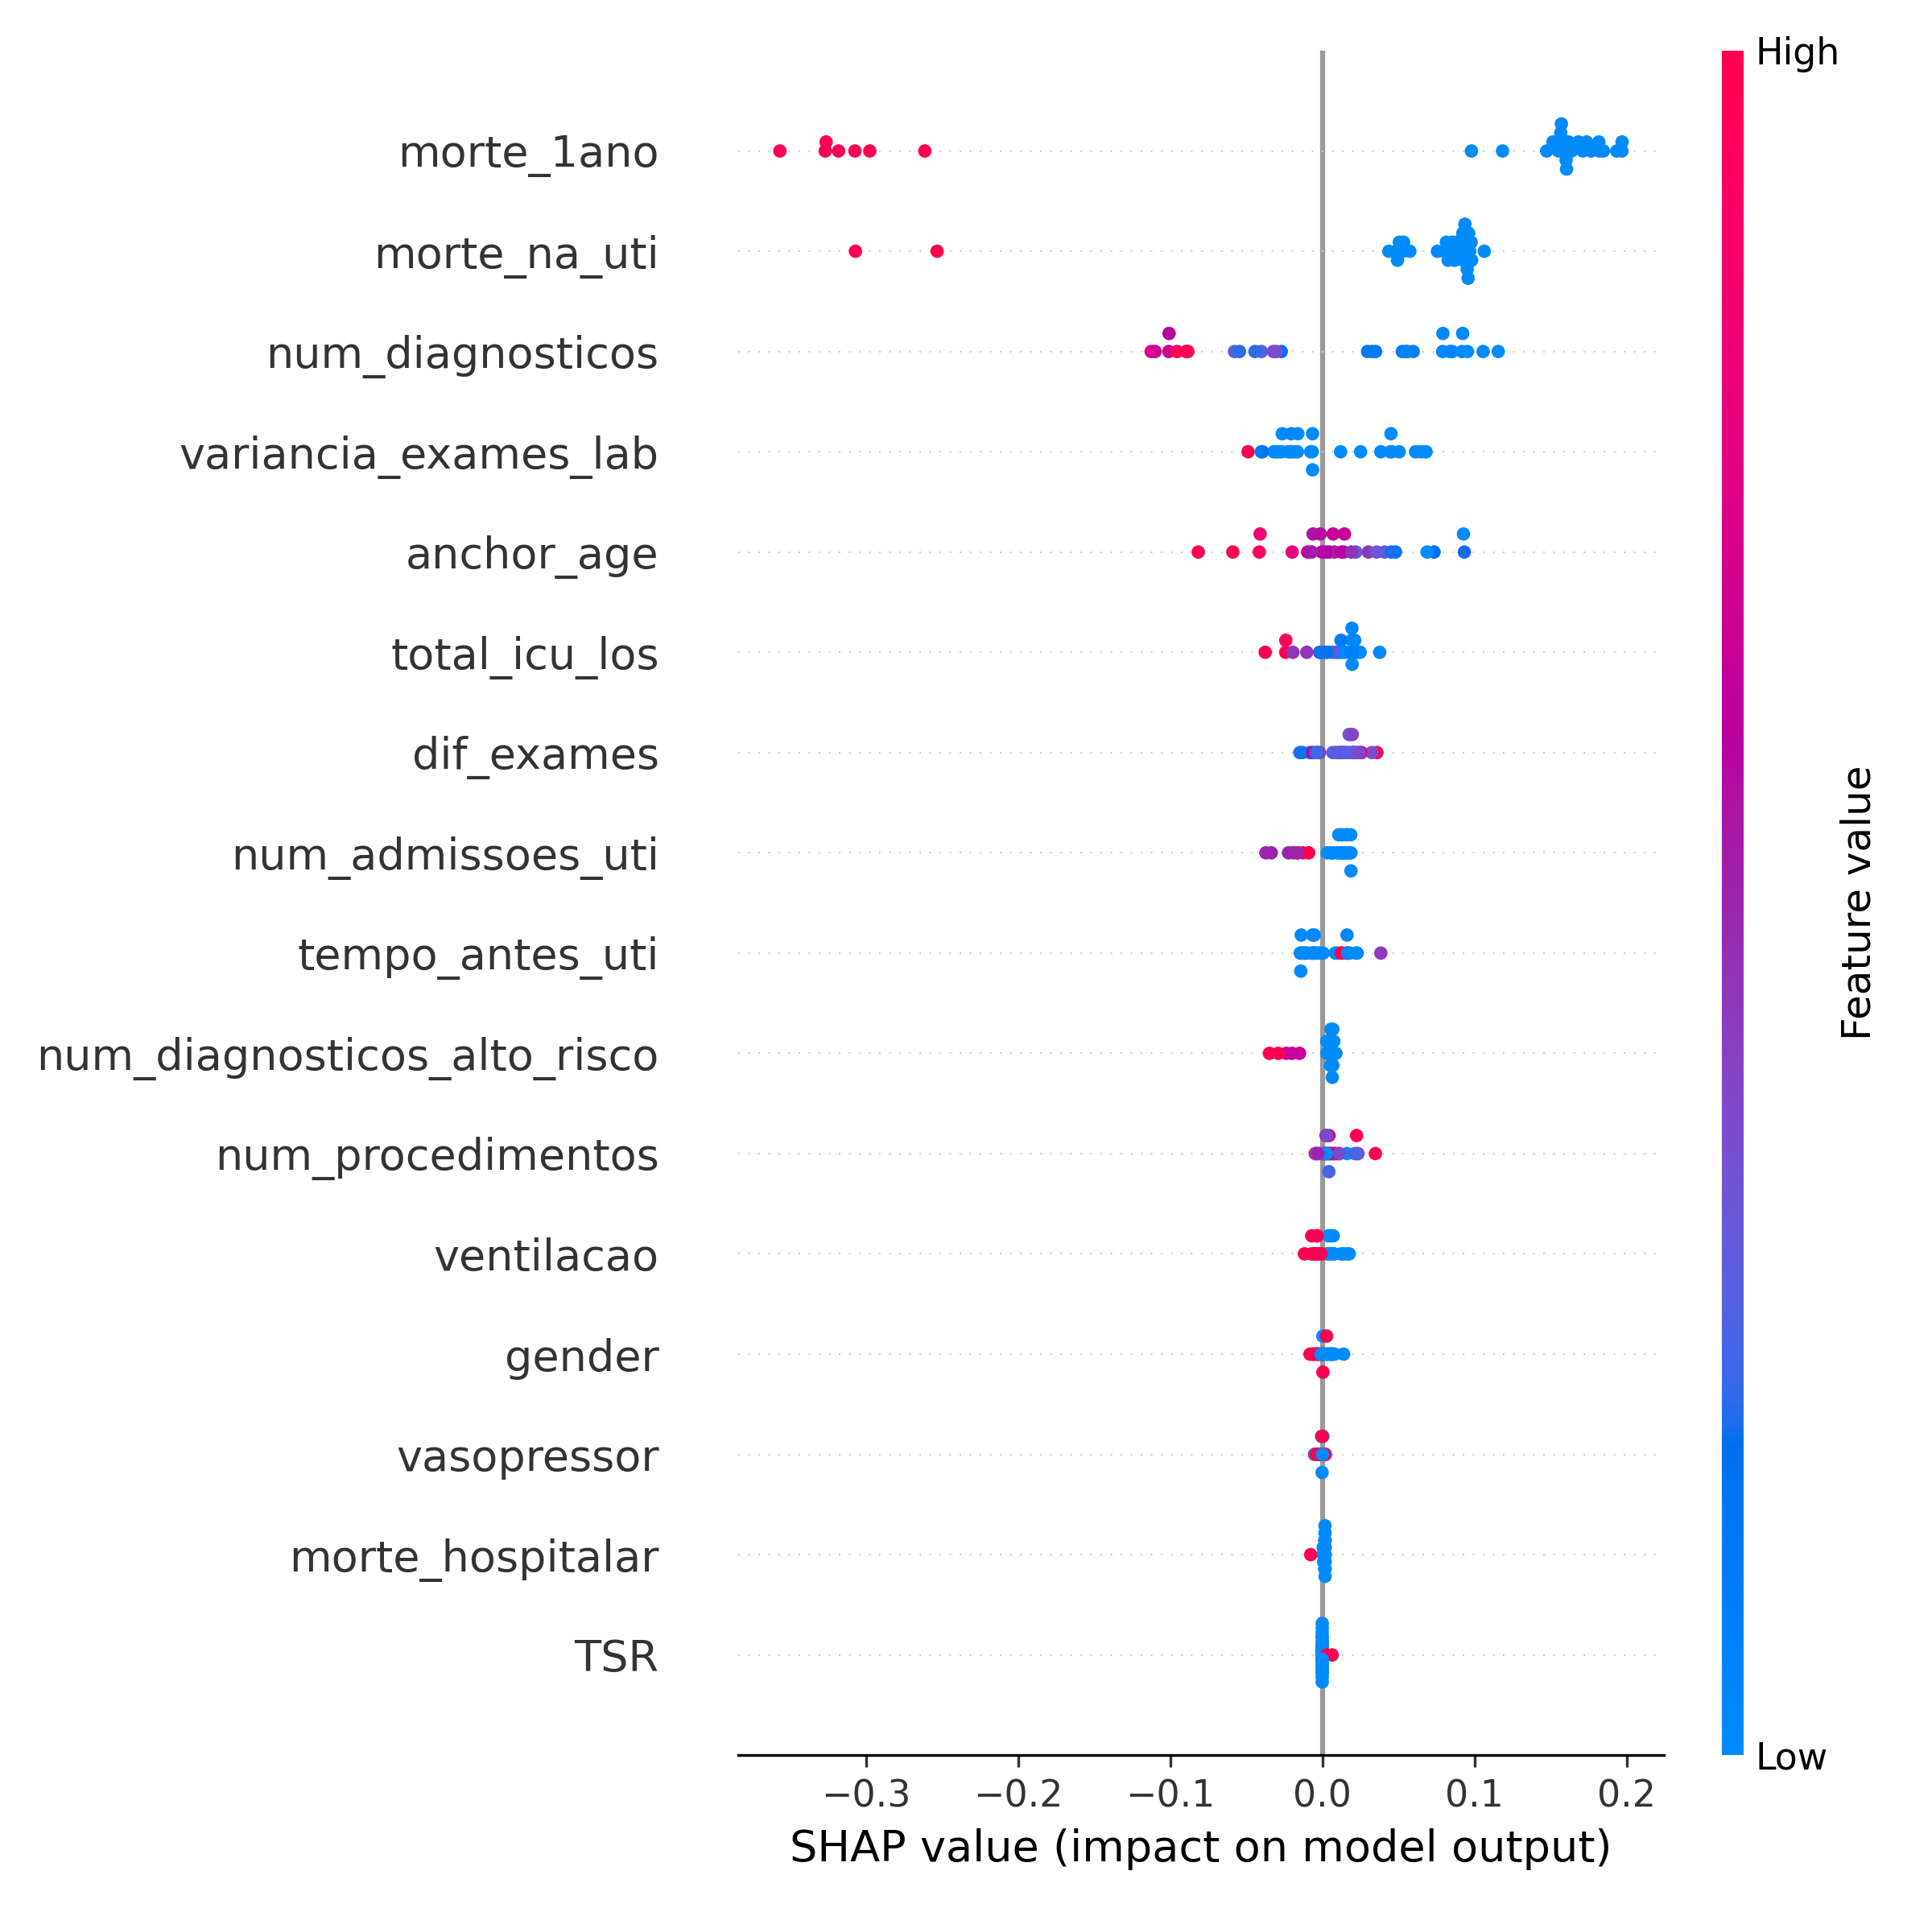 High
morte_1ano
morte_na_uti
num_diagnosticos
variancia_exames_lab
anchor_age
total_icu_los
dif_exames
num_admissoes_uti
tempo_antes_uti
num_diagnosticos_alto_risco
num_procedimentos
ventilacao
gender
vasopressor
morte_hospitalar
TSR
Feature value
Low
−0.3 −0.2 −0.1 0.0 0.1 0.2
SHAP value (impact on model output)